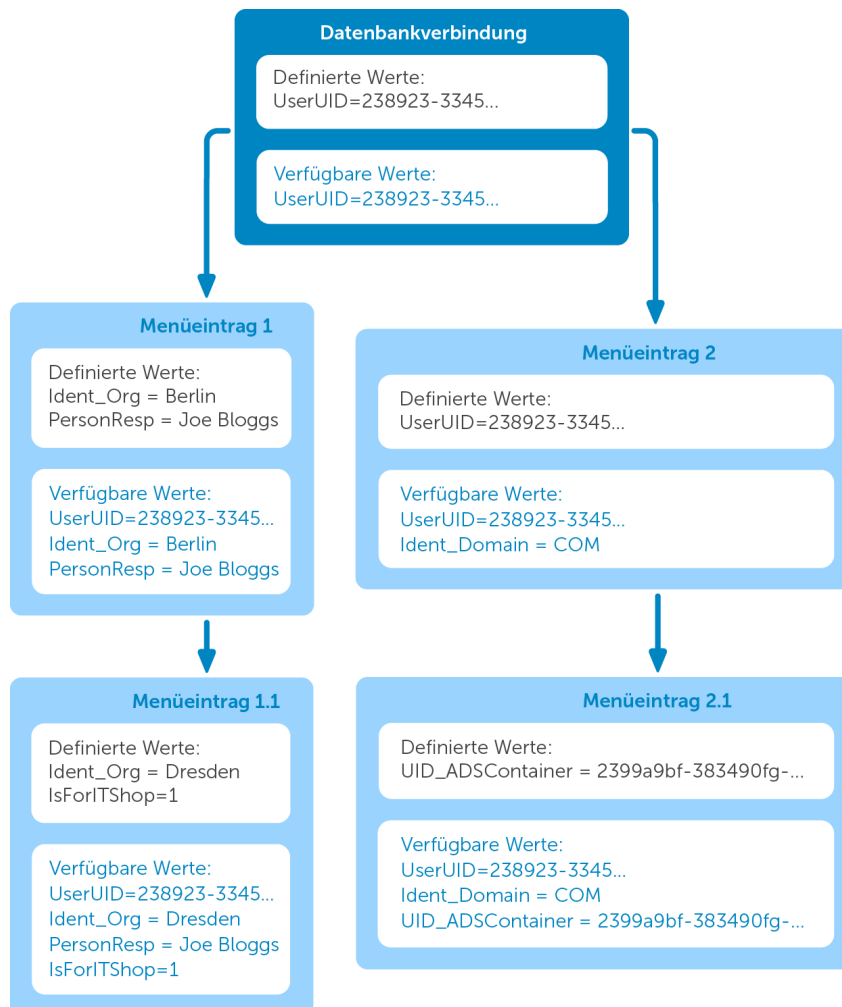 Datenbankverbindung
Definierte Werte:
UserUID=238923-3345...
Verfügbare Werte:
UserUID=238923-3345...
Menüeintrag 1
Definierte Werte:
Ident_Org = Berlin
PersonResp = Joe Bloggs
Verfügbare Werte:
UserUID=238923-3345...
Ident_Org = Berlin
PersonResp = Joe Bloggs
Menüeintrag 2
Definierte Werte:
UserUID=238923-3345...
Verfügbare Werte:
UserUID=238923-3345...
Ident_Domain = COM
Menüeintrag 1.1
Definierte Werte:
Ident_Org = Dresden
IsForITShop=1
Verfügbare Werte:
UserUID=238923-3345...
Ident_Org = Dresden
PersonResp = Joe Bloggs
IsForITShop=1
Menüeintrag 2.1
Definierte Werte:
UID_ADSContainer = 2399a9bf-383490fg-...
Verfügbare Werte:
UserUID=238923-3345...
Ident_Domain = COM
UID_ADSContainer = 2399a9bf-383490fg-...